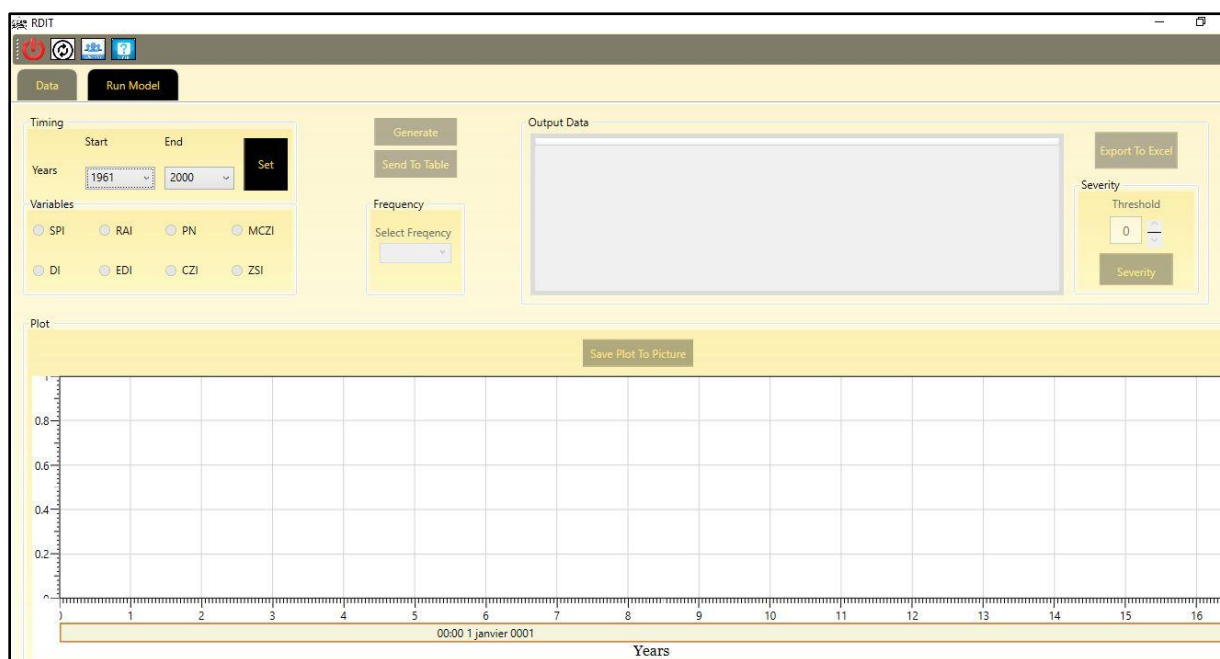 RDIT
Data Run Model
Timing
Start End
Years 1961 2000 Set
Variables
SPI RAI PN MCZI
DI EDI CZI ZSI
Generate
Send To Table
Frequency
Select Freqency
Output Data
Export To Excel
Severity
Threshold
0
Severity
Plot
Save Plot To Picture
1
0.8
0.6
0.4
0.2
0
0 1 2 3 4 5 6 7 8 9 10 11 12 13 14 15 16
00:00 1 janvier 0001
Years